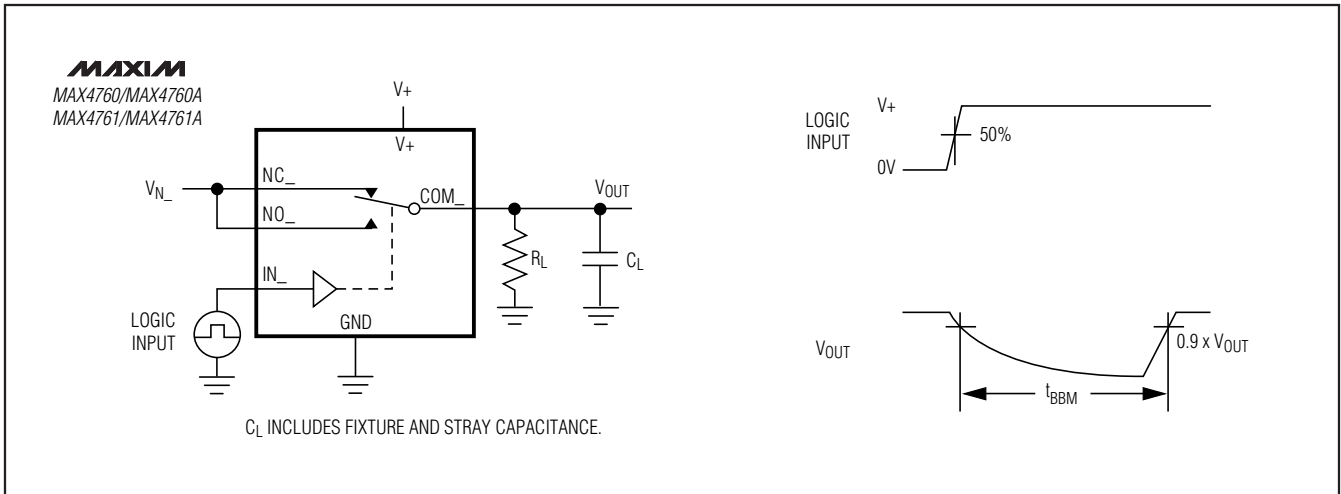 MAXIM
MAX4760/MAX4760A
MAX4761/MAX4761A
V+
V+
NC_
V_N_
COM_
V_OUT
NO_
R_L
C_L
IN_
GND
LOGIC
INPUT
C_L INCLUDES FIXTURE AND STRAY CAPACITANCE.
V+
LOGIC
INPUT
50%
0V
V_OUT
0.9 x V_OUT
t_BBM